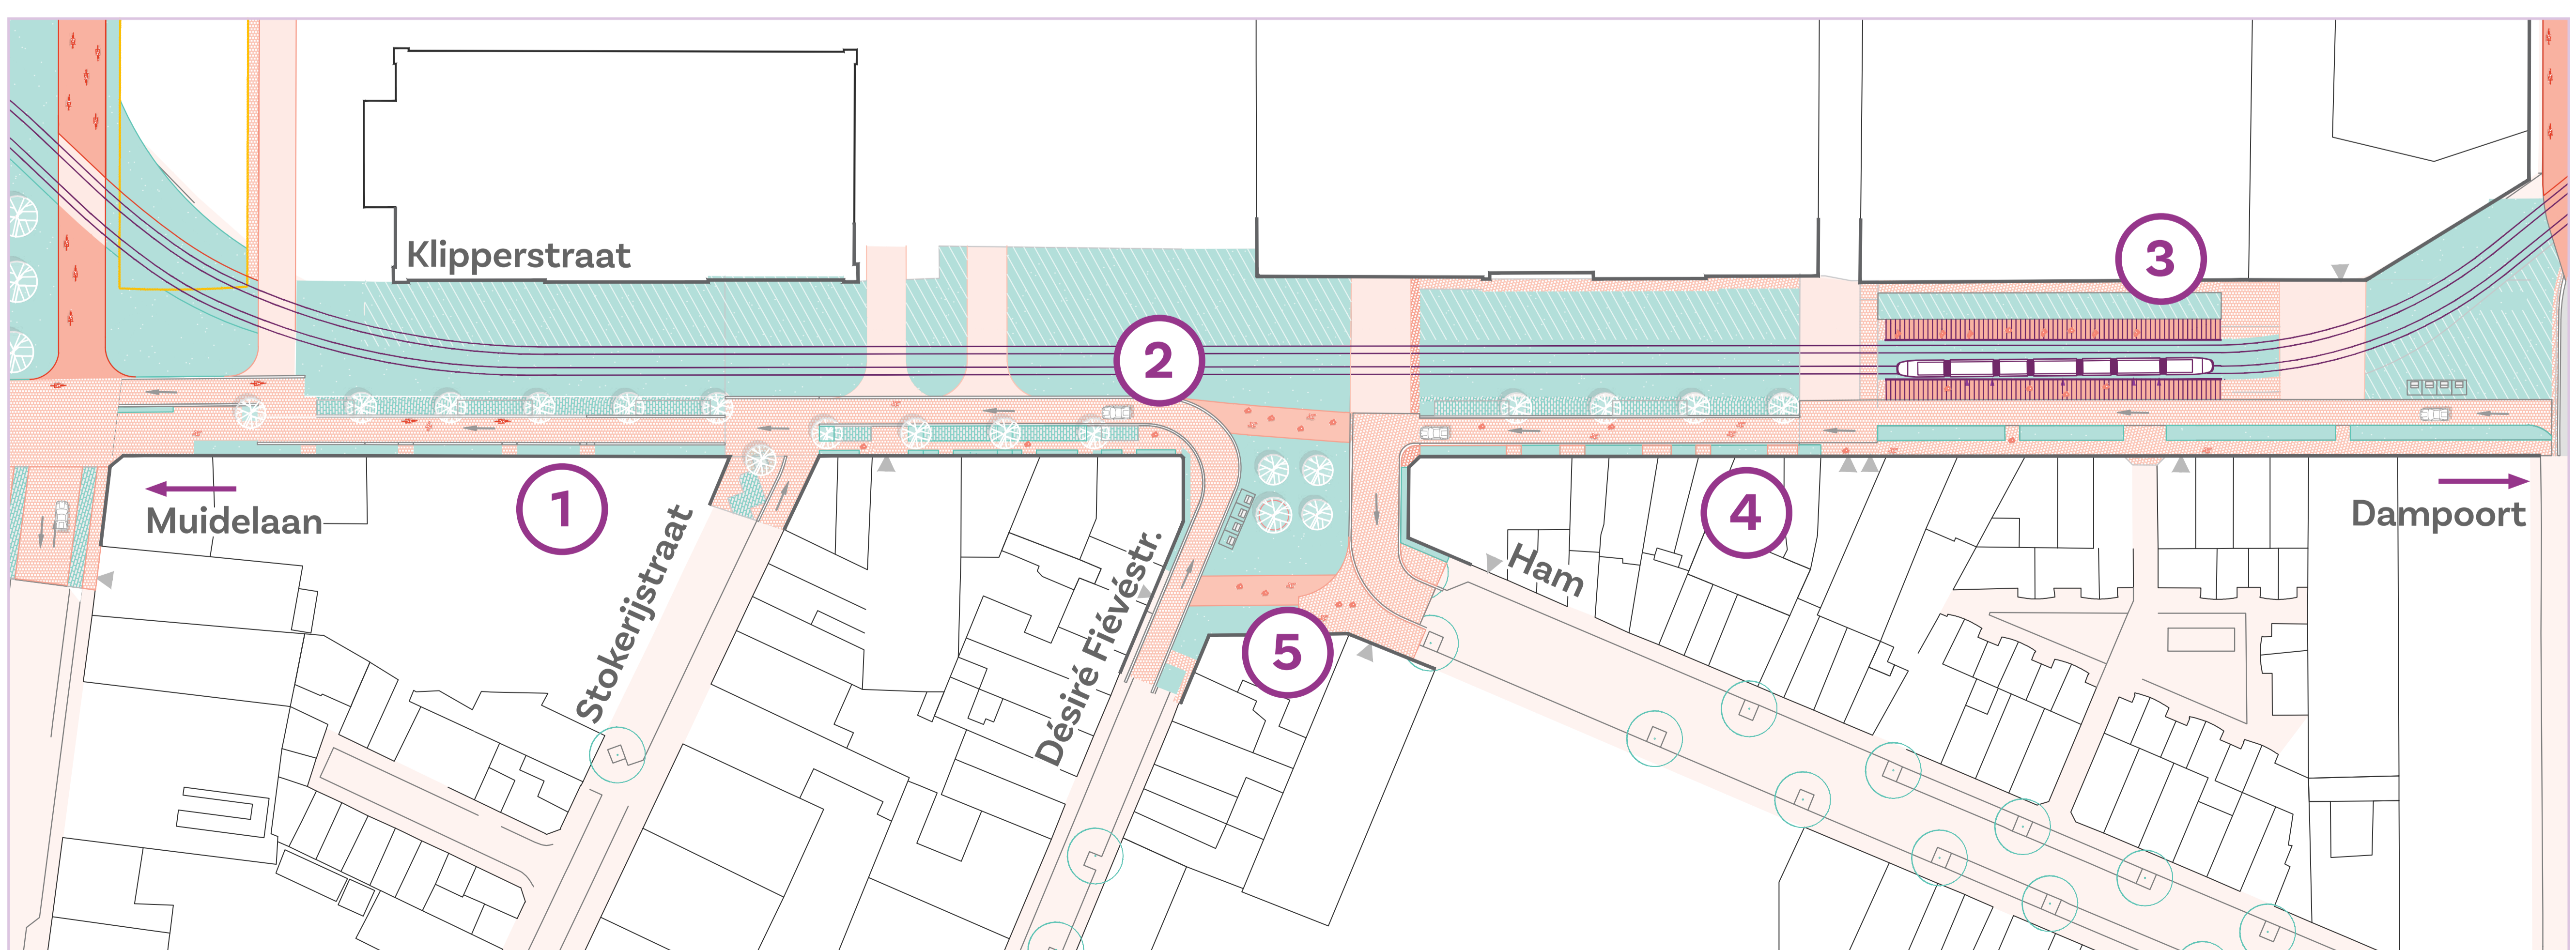 Klipperstraat
3
2
Muidelaan
1
Stokerijstraat
Désiré Fiévéstr.
5
Ham
4
Dampoort